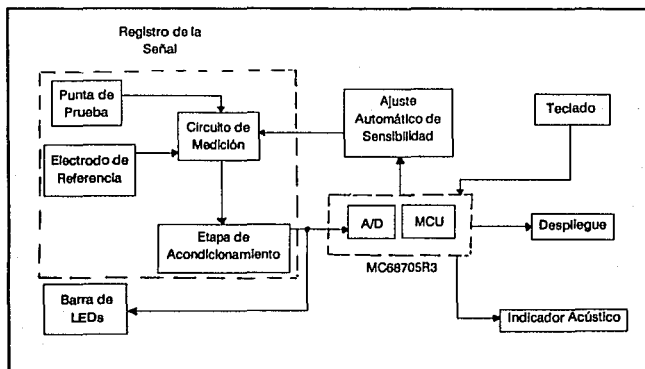 Registro de la
Señal
Punta de
Prueba
Circuito de
Medición
Electrodo de
Referencia
Etapa de
Acondicionamiento
Barra de
LEDs
Ajuste
Automático de
Sensibilidad
Teclado
A/D
MCU
MC68705R3
Despliegue
Indicador Acústico